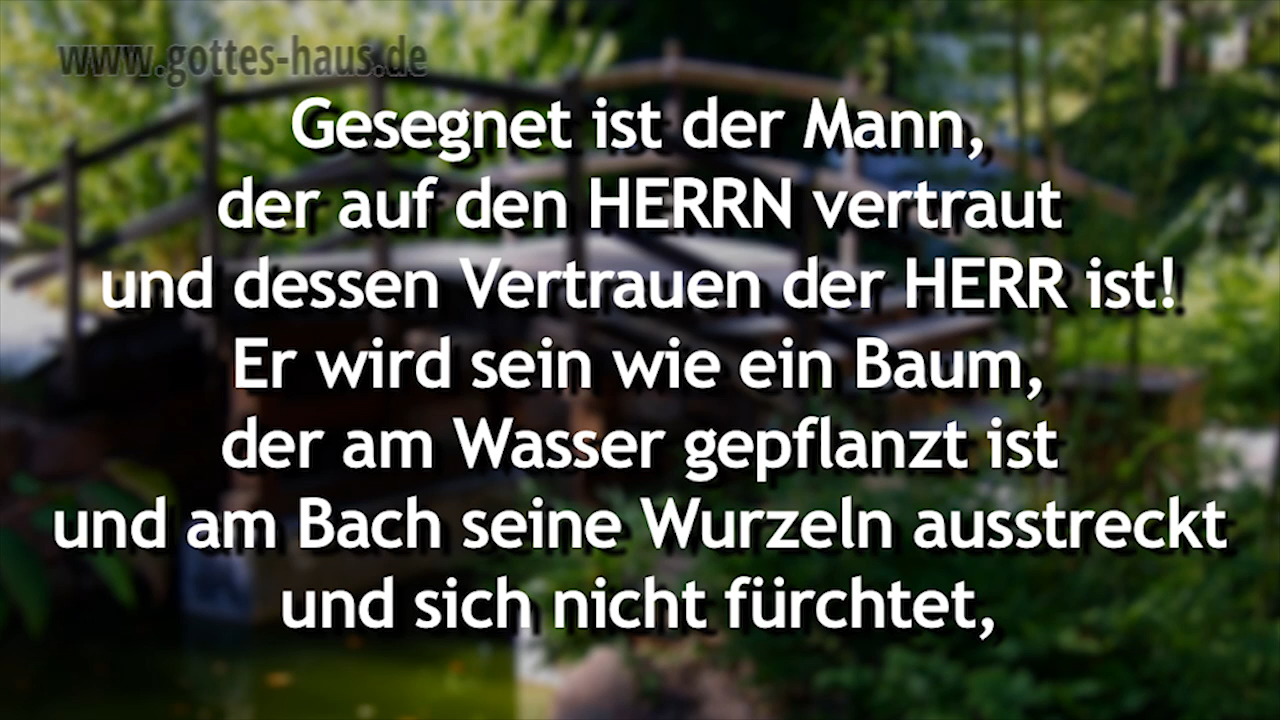 www.gottes-haus.de
Gesegnet ist der Mann,
der auf den HERRN vertraut
und dessen Vertrauen der HERR ist!
Er wird sein wie ein Baum,
der am Wasser gepflanzt ist
und am Bach seine Wurzeln ausstreckt
und sich nicht fürchtet,